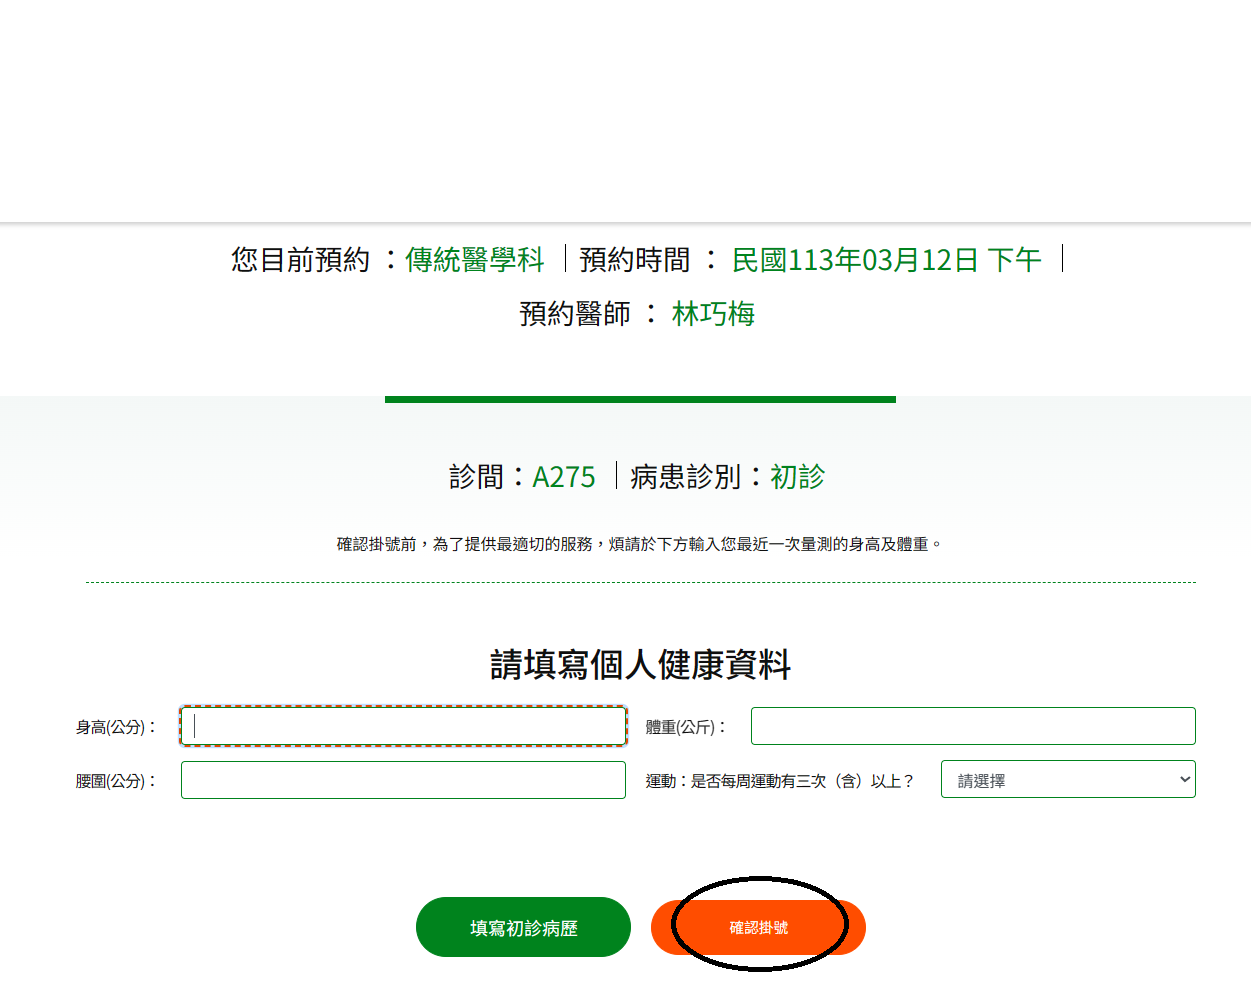 您目前預約 ：傳統醫學科 ｜預約時間 ： 民國113年03月12日 下午 ｜
預約醫師 ： 林巧梅
診間：A275 ｜病患診別：初診
確認掛號前，為了提供最適切的服務，煩請於下方輸入您最近一次量測的身高及體重。
請填寫個人健康資料
身高(公分)： 體重(公斤)：
腰圍(公分)： 運動：是否每周運動有三次（含）以上？ 請選擇
填寫初診病歷 確認掛號